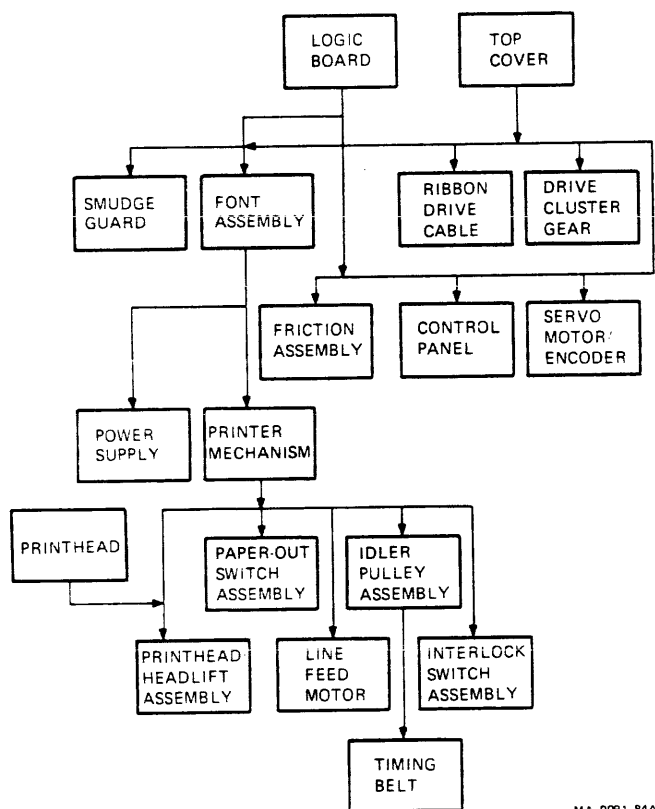 LOGIC
BOARD
TOP
COVER
SMUDGE
GUARD
FONT
ASSEMBLY
RIBBON
DRIVE
CABLE
DRIVE
CLUSTER
GEAR
FRICTION
ASSEMBLY
CONTROL
PANEL
SERVO
MOTOR/
ENCODER
POWER
SUPPLY
PRINTER
MECHANISM
PRINTHEAD
PAPER-OUT
SWITCH
ASSEMBLY
IDLER
PULLEY
ASSEMBLY
PRINTHEAD
HEADLIFT
ASSEMBLY
LINE
FEED
MOTOR
INTERLOCK
SWITCH
ASSEMBLY
TIMING
BELT